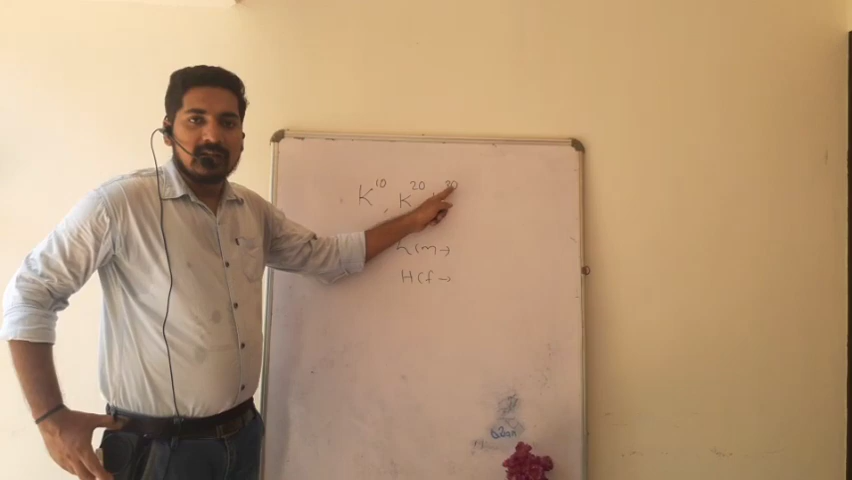 K¹⁰, K²⁰, ³⁰
LCM →
HCF →